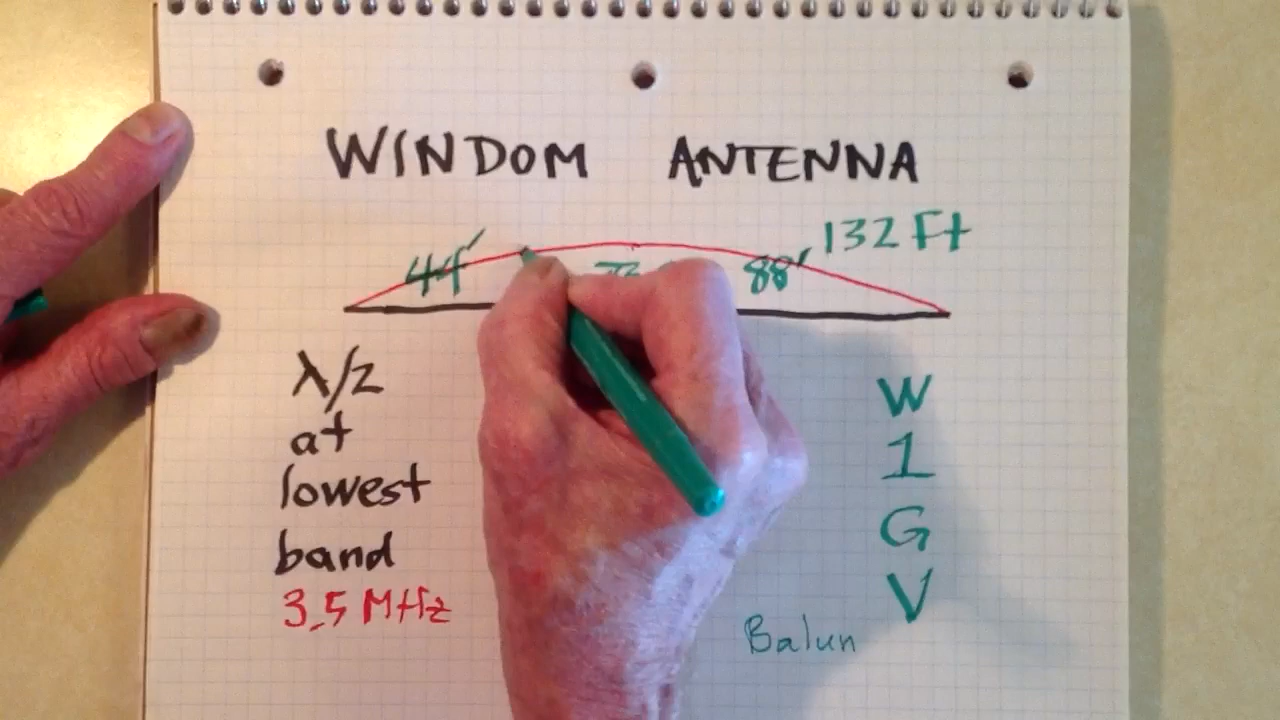 WINDOM ANTENNA
132 Ft
44' 88'
λ/2
at
lowest
band
3.5 MHz
W
1
G
V
Balun